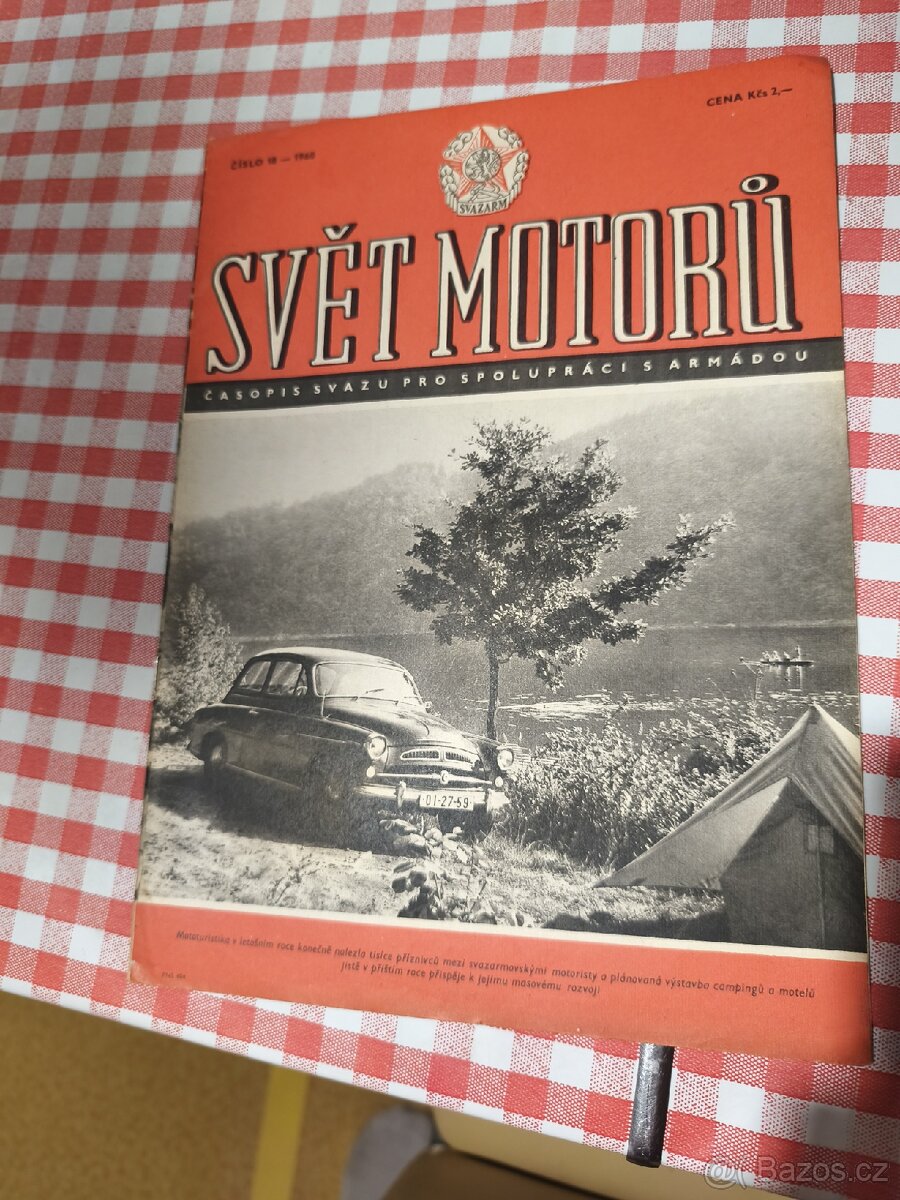 ČÍSLO 18 — 1960
CENA Kčs 2,—
SVAZARM
SVĚT MOTORŮ
ČASOPIS SVAZU PRO SPOLUPRÁCI S ARMÁDOU
OI-27-59
Mototuristika v letošním roce konečně nalezla tisíce příznivců mezi svazarmovskými motoristy a plánovaná výstavba campingů a motelů
jistě v příštím roce přispěje k jejímu masovému rozvoji
Bazos.cz